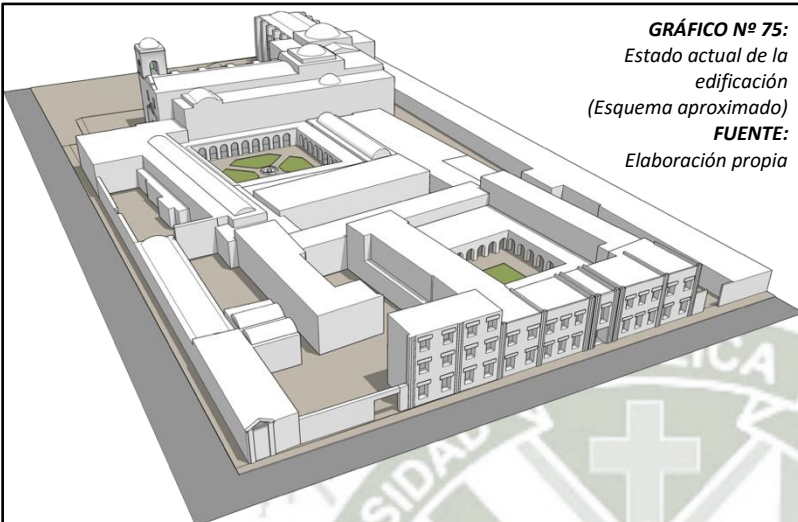 GRÁFICO Nº 75:
Estado actual de la
edificación
(Esquema aproximado)
FUENTE:
Elaboración propia